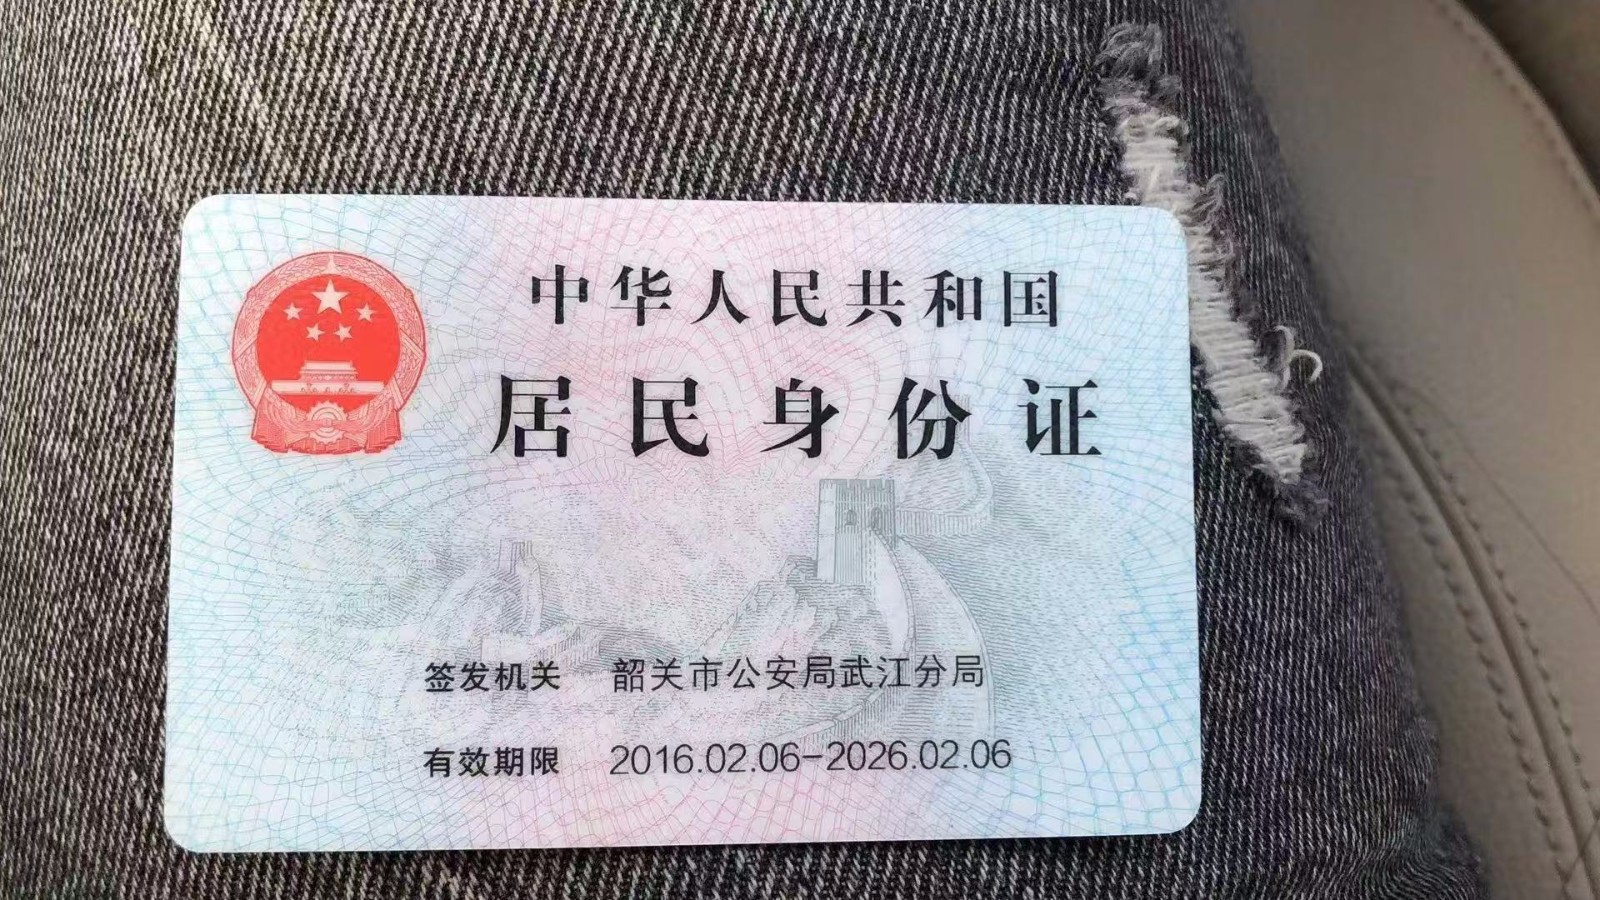 中华人民共和国
居民身份证
签发机关 韶关市公安局武江分局
有效期限 2016.02.06-2026.02.06